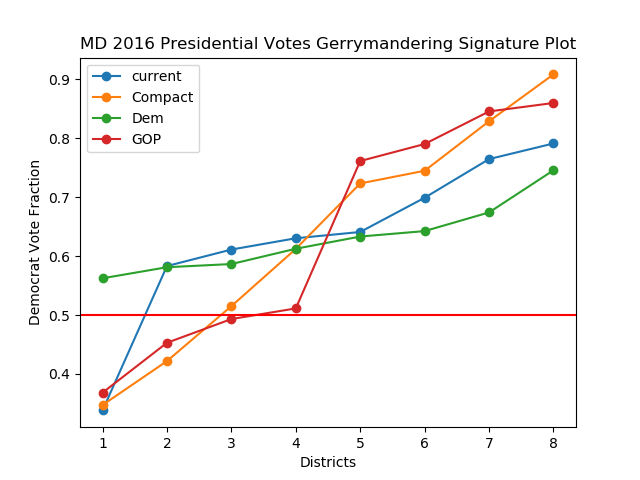 MD 2016 Presidential Votes Gerrymandering Signature Plot
current
Compact
Dem
GOP
0.9
0.8
0.7
0.6
0.5
0.4
Democrat Vote Fraction
1 2 3 4 5 6 7 8
Districts